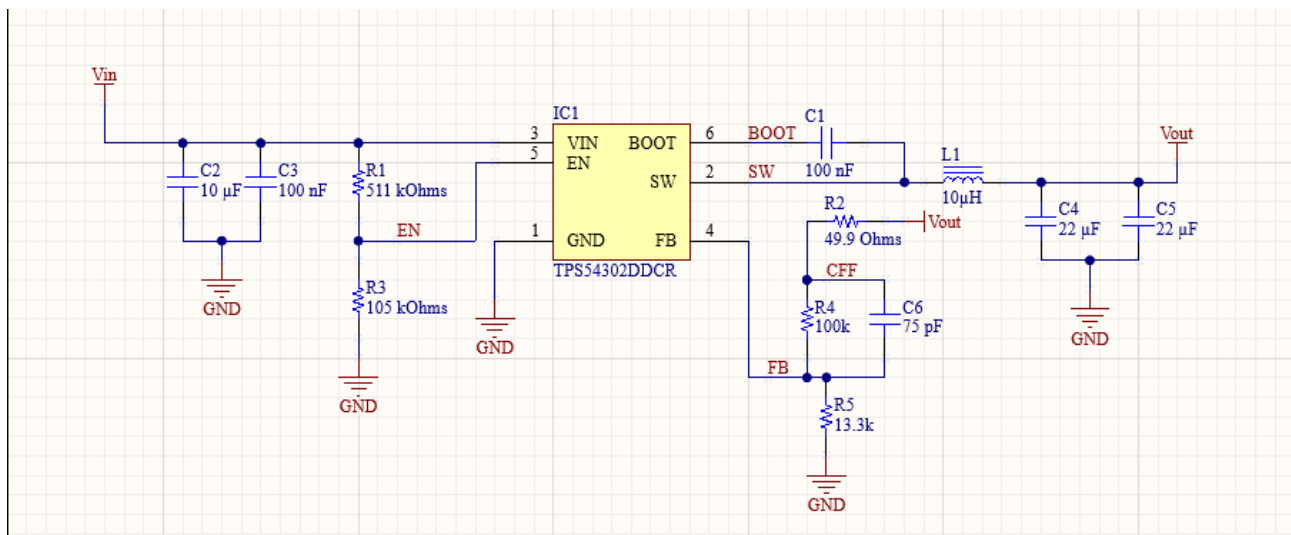 Vin
C2
10 µF
C3
100 nF
R1
511 kOhms
EN
R3
105 kOhms
GND
GND
GND
IC1
3
VIN
5
EN
1
GND
BOOT
6
SW
2
FB
4
TPS54302DDCR
BOOT
C1
100 nF
SW
L1
10µH
Vout
R2
49.9 Ohms
Vout
CFF
R4
100k
C6
75 pF
FB
R5
13.3k
GND
C4
22 µF
C5
22 µF
GND